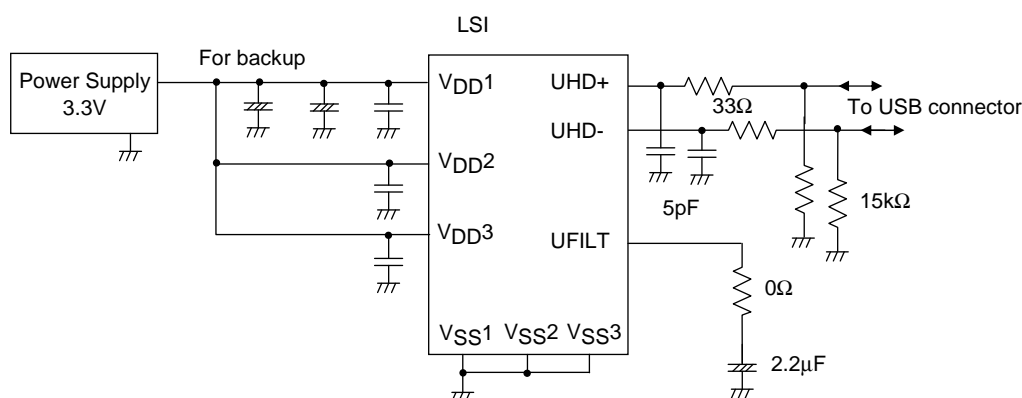 LSI
For backup
Power Supply
3.3V
VDD1
VDD2
VDD3
UHD+
UHD-
UFILT
33Ω
To USB connector
5pF
15kΩ
0Ω
2.2μF
VSS1
VSS2
VSS3